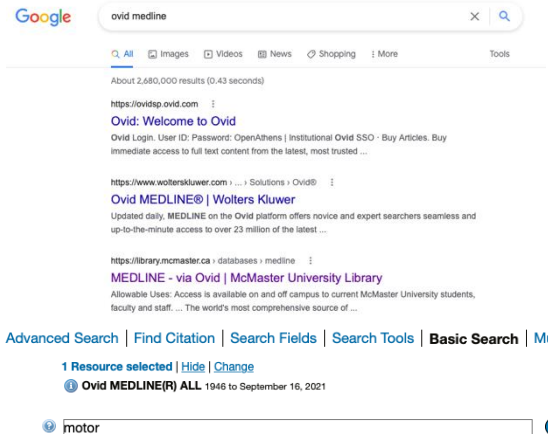 Google
ovid medline
All Images Videos News Shopping More Tools
About 2,680,000 results (0.43 seconds)
https://ovidsp.ovid.com
Ovid: Welcome to Ovid
Ovid Login. User ID: Password: OpenAthens | Institutional Ovid SSO · Buy Articles. Buy
immediate access to full text content from the latest, most trusted ...
https://www.wolterskluwer.com › ... › Solutions › Ovid®
Ovid MEDLINE® | Wolters Kluwer
Updated daily, MEDLINE on the Ovid platform offers novice and expert searchers seamless and
up-to-the-minute access to over 23 million of the latest ...
https://library.mcmaster.ca › databases › medline
MEDLINE - via Ovid | McMaster University Library
Allowable Uses: Access is available on and off campus to current McMaster University students,
faculty and staff. ... The world's most comprehensive source of ...
Advanced Search | Find Citation | Search Fields | Search Tools | Basic Search |
1 Resource selected | Hide | Change
Ovid MEDLINE(R) ALL 1946 to September 16, 2021
motor